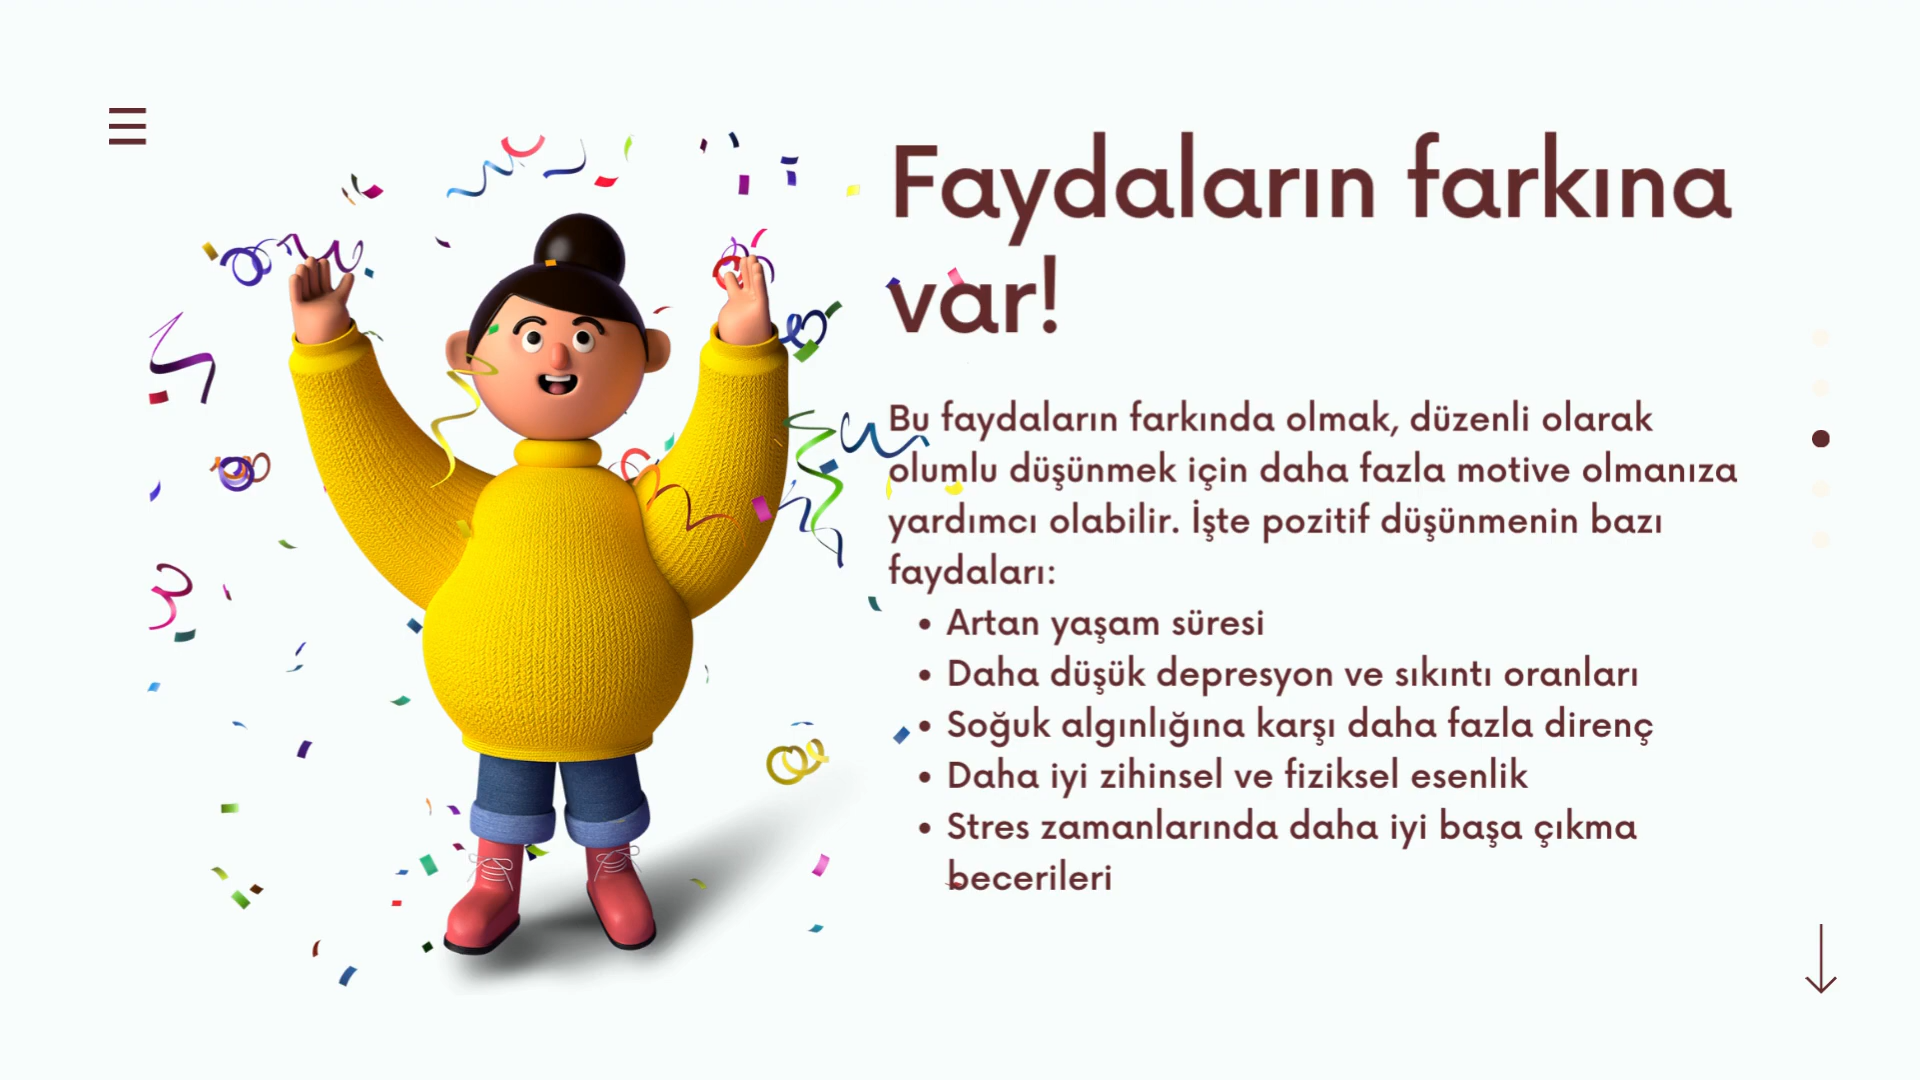 Faydaların farkına
var!
Bu faydaların farkında olmak, düzenli olarak
olumlu düşünmek için daha fazla motive olmanıza
yardımcı olabilir. İşte pozitif düşünmenin bazı
faydaları:
• Artan yaşam süresi
• Daha düşük depresyon ve sıkıntı oranları
• Soğuk algınlığına karşı daha fazla direnç
• Daha iyi zihinsel ve fiziksel esenlik
• Stres zamanlarında daha iyi başa çıkma
becerileri